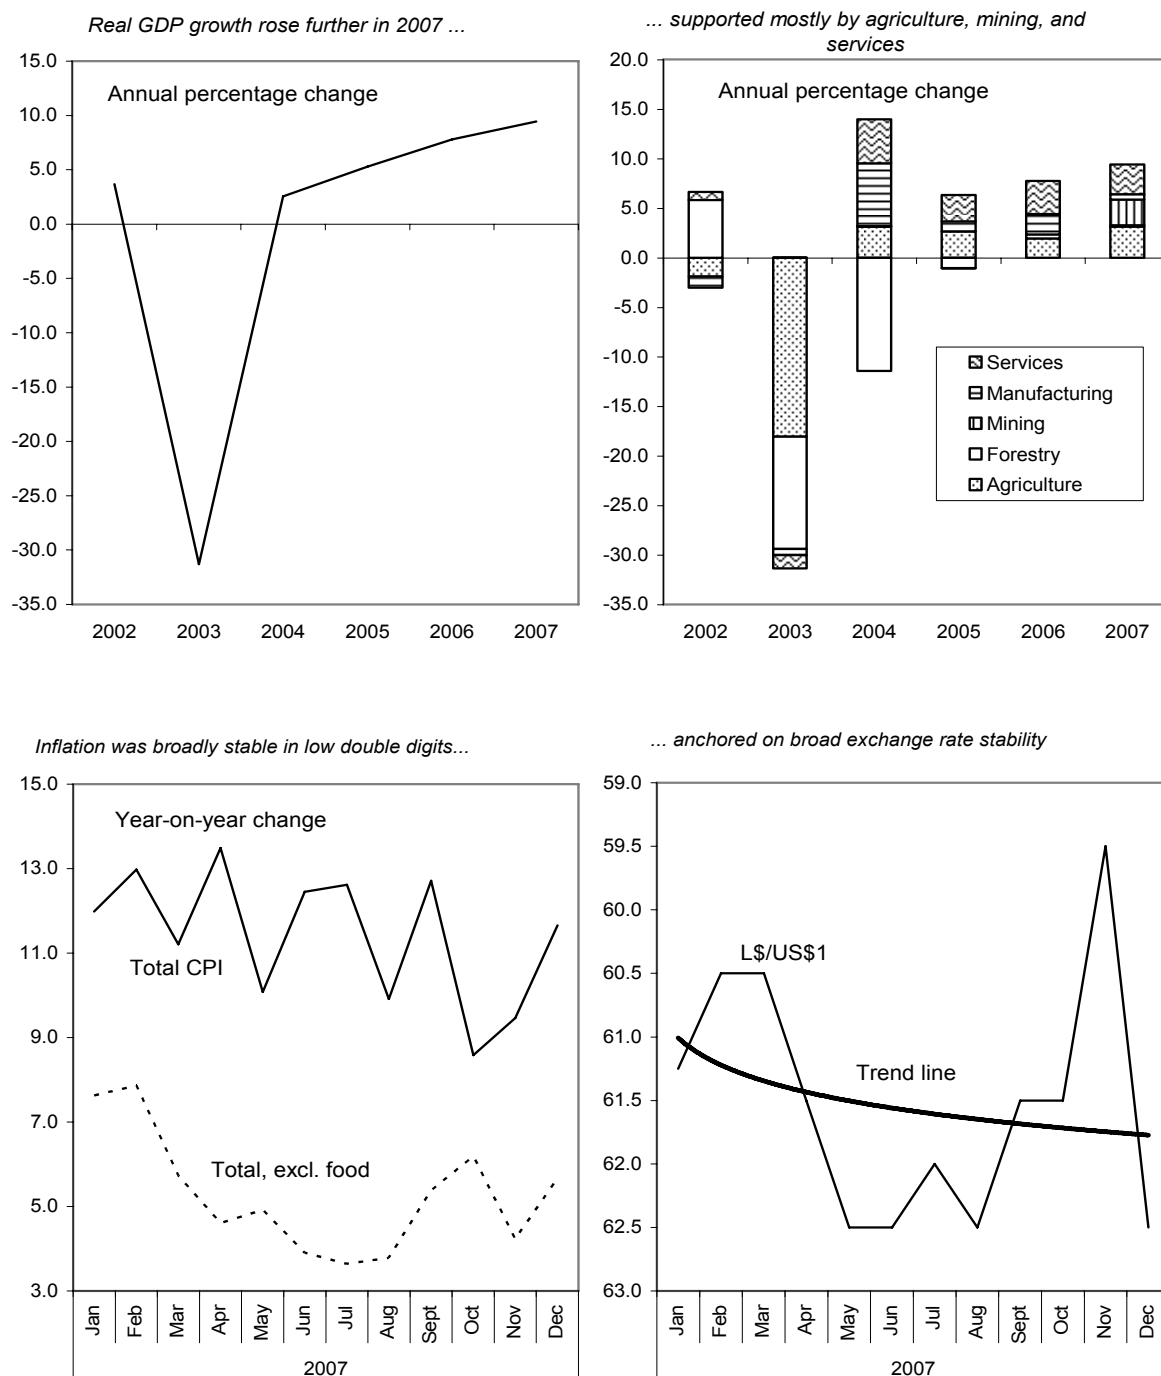 Real GDP growth rose further in 2007 ...
15.0
Annual percentage change
10.0
5.0
0.0
-5.0
-10.0
-15.0
-20.0
-25.0
-30.0
-35.0
2002 2003 2004 2005 2006 2007
... supported mostly by agriculture, mining, and
services
20.0
Annual percentage change
15.0
10.0
5.0
0.0
-5.0
-10.0
-15.0
-20.0
-25.0
-30.0
-35.0
Services
Manufacturing
Mining
Forestry
Agriculture
2002 2003 2004 2005 2006 2007
Inflation was broadly stable in low double digits...
15.0
Year-on-year change
13.0
11.0
Total CPI
9.0
7.0
Total, excl. food
5.0
3.0
Jan Feb Mar Apr May Jun Jul Aug Sept Oct Nov Dec
2007
... anchored on broad exchange rate stability
59.0
59.5
60.0
L$/US$1
60.5
61.0
Trend line
61.5
62.0
62.5
63.0
Jan Feb Mar Apr May Jun Jul Aug Sept Oct Nov Dec
2007